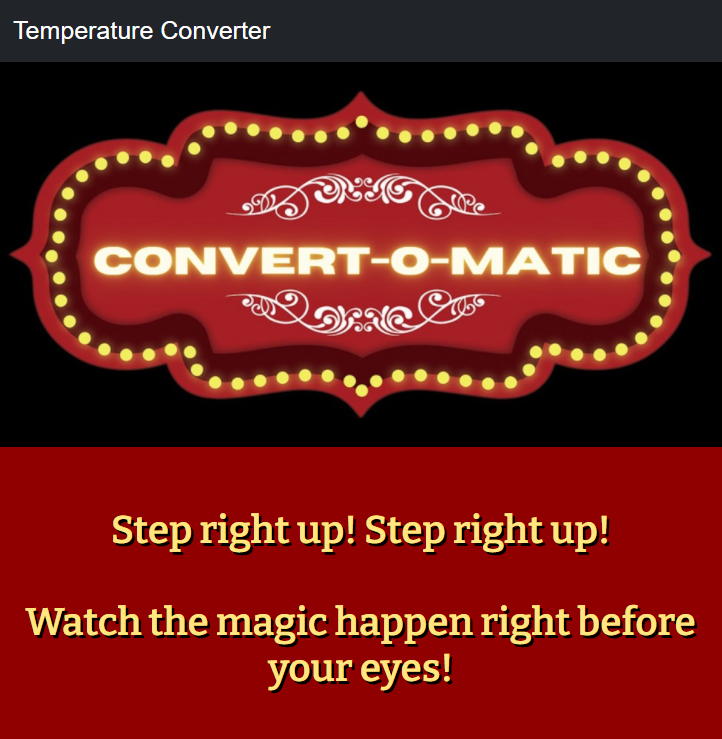 Temperature Converter
CONVERT-O-MATIC
Step right up! Step right up!
Watch the magic happen right before
your eyes!